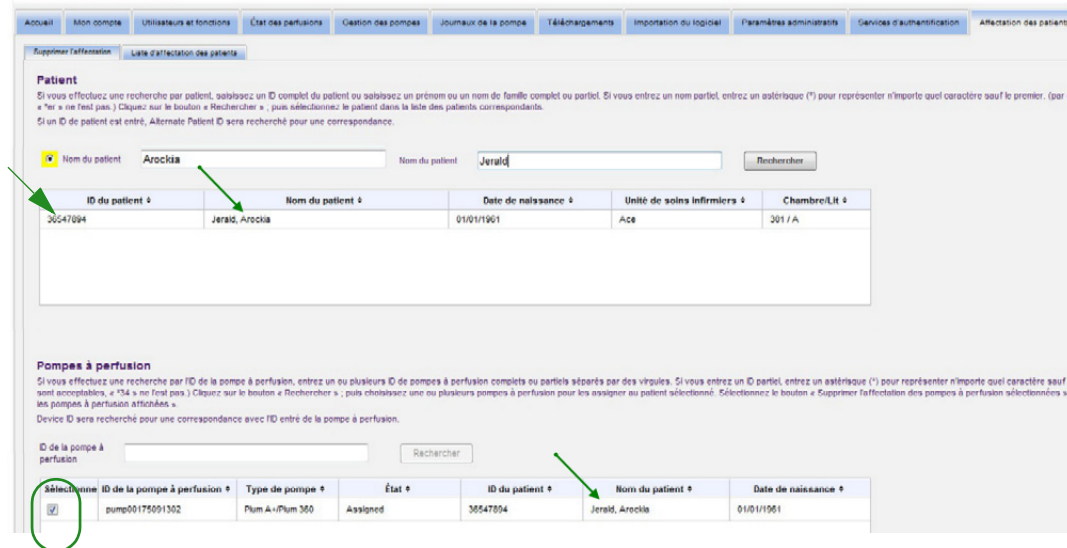 Accueil Mon compte Utilisateurs et fonctions État des perfusions Gestion des pompes Journaux de la pompe Téléchargements Importation du logiciel Paramètres administratifs Services d'authentification Affectation des patients
Supprimer l'affectation Liste d'affectation des patients
Patient
Si vous effectuez une recherche par patient, saisissez un ID complet du patient ou saisissez un prénom ou un nom de famille complet ou partiel. Si vous entrez un nom partiel, entrez un astérisque (*) pour représenter n'importe quel caractère sauf le premier. (par
« *er » ne l'est pas.) Cliquez sur le bouton « Rechercher » ; puis sélectionnez le patient dans la liste des patients correspondants.
Si un ID de patient est entré, Alternate Patient ID sera recherché pour une correspondance.
Nom du patient Arockia Nom du patient Jerald Rechercher
ID du patient Nom du patient Date de naissance Unité de soins infirmiers Chambre/Lit
36547894 Jerald, Arockia 01/01/1961 Ace 301 / A
Pompes à perfusion
Si vous effectuez une recherche par l'ID de la pompe à perfusion, entrez un ou plusieurs ID de pompes à perfusion complets ou partiels séparés par des virgules. Si vous entrez un ID partiel, entrez un astérisque (*) pour représenter n'importe quel caractère sauf
sont acceptables, « *34 » ne l'est pas.) Cliquez sur le bouton « Rechercher » ; puis choisissez une ou plusieurs pompes à perfusion pour les assigner au patient sélectionné. Sélectionnez le bouton « Supprimer l'affectation des pompes à perfusion sélectionnées »
les pompes à perfusion affichées ».
Device ID sera recherché pour une correspondance avec l'ID entré de la pompe à perfusion.
ID de la pompe à
perfusion Rechercher
Sélectionne ID de la pompe à perfusion Type de pompe État ID du patient Nom du patient Date de naissance
pump00175091302 Plum A+/Plum 360 Assigned 36547894 Jerald, Arockia 01/01/1961